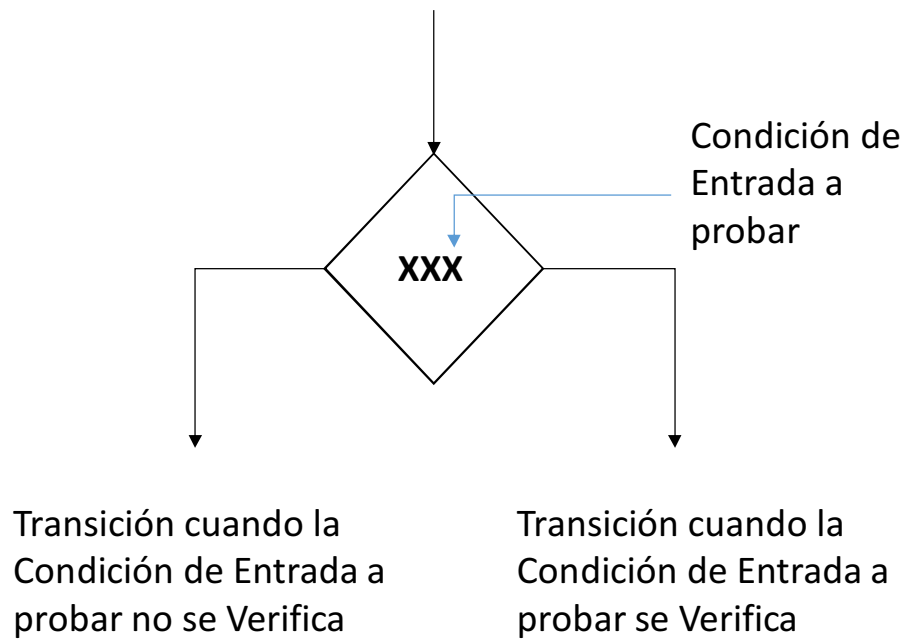 Condición de
Entrada a
probar
XXX
Transición cuando la
Condición de Entrada a
probar no se Verifica
Transición cuando la
Condición de Entrada a
probar se Verifica